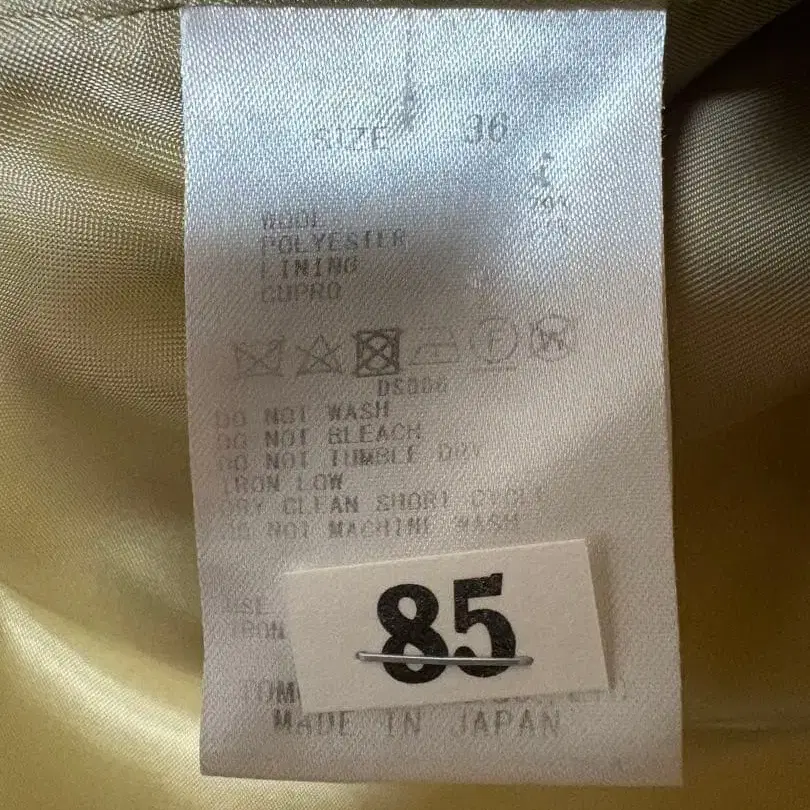 SIZE 36
WOOL
POLYESTER
LINING
CUPRO
DO NOT WASH
DO NOT BLEACH
DO NOT TUMBLE DRY
IRON LOW
DRY CLEAN SHORT CYCLE
DO NOT MACHINE WASH
IRON
85
MADE IN JAPAN